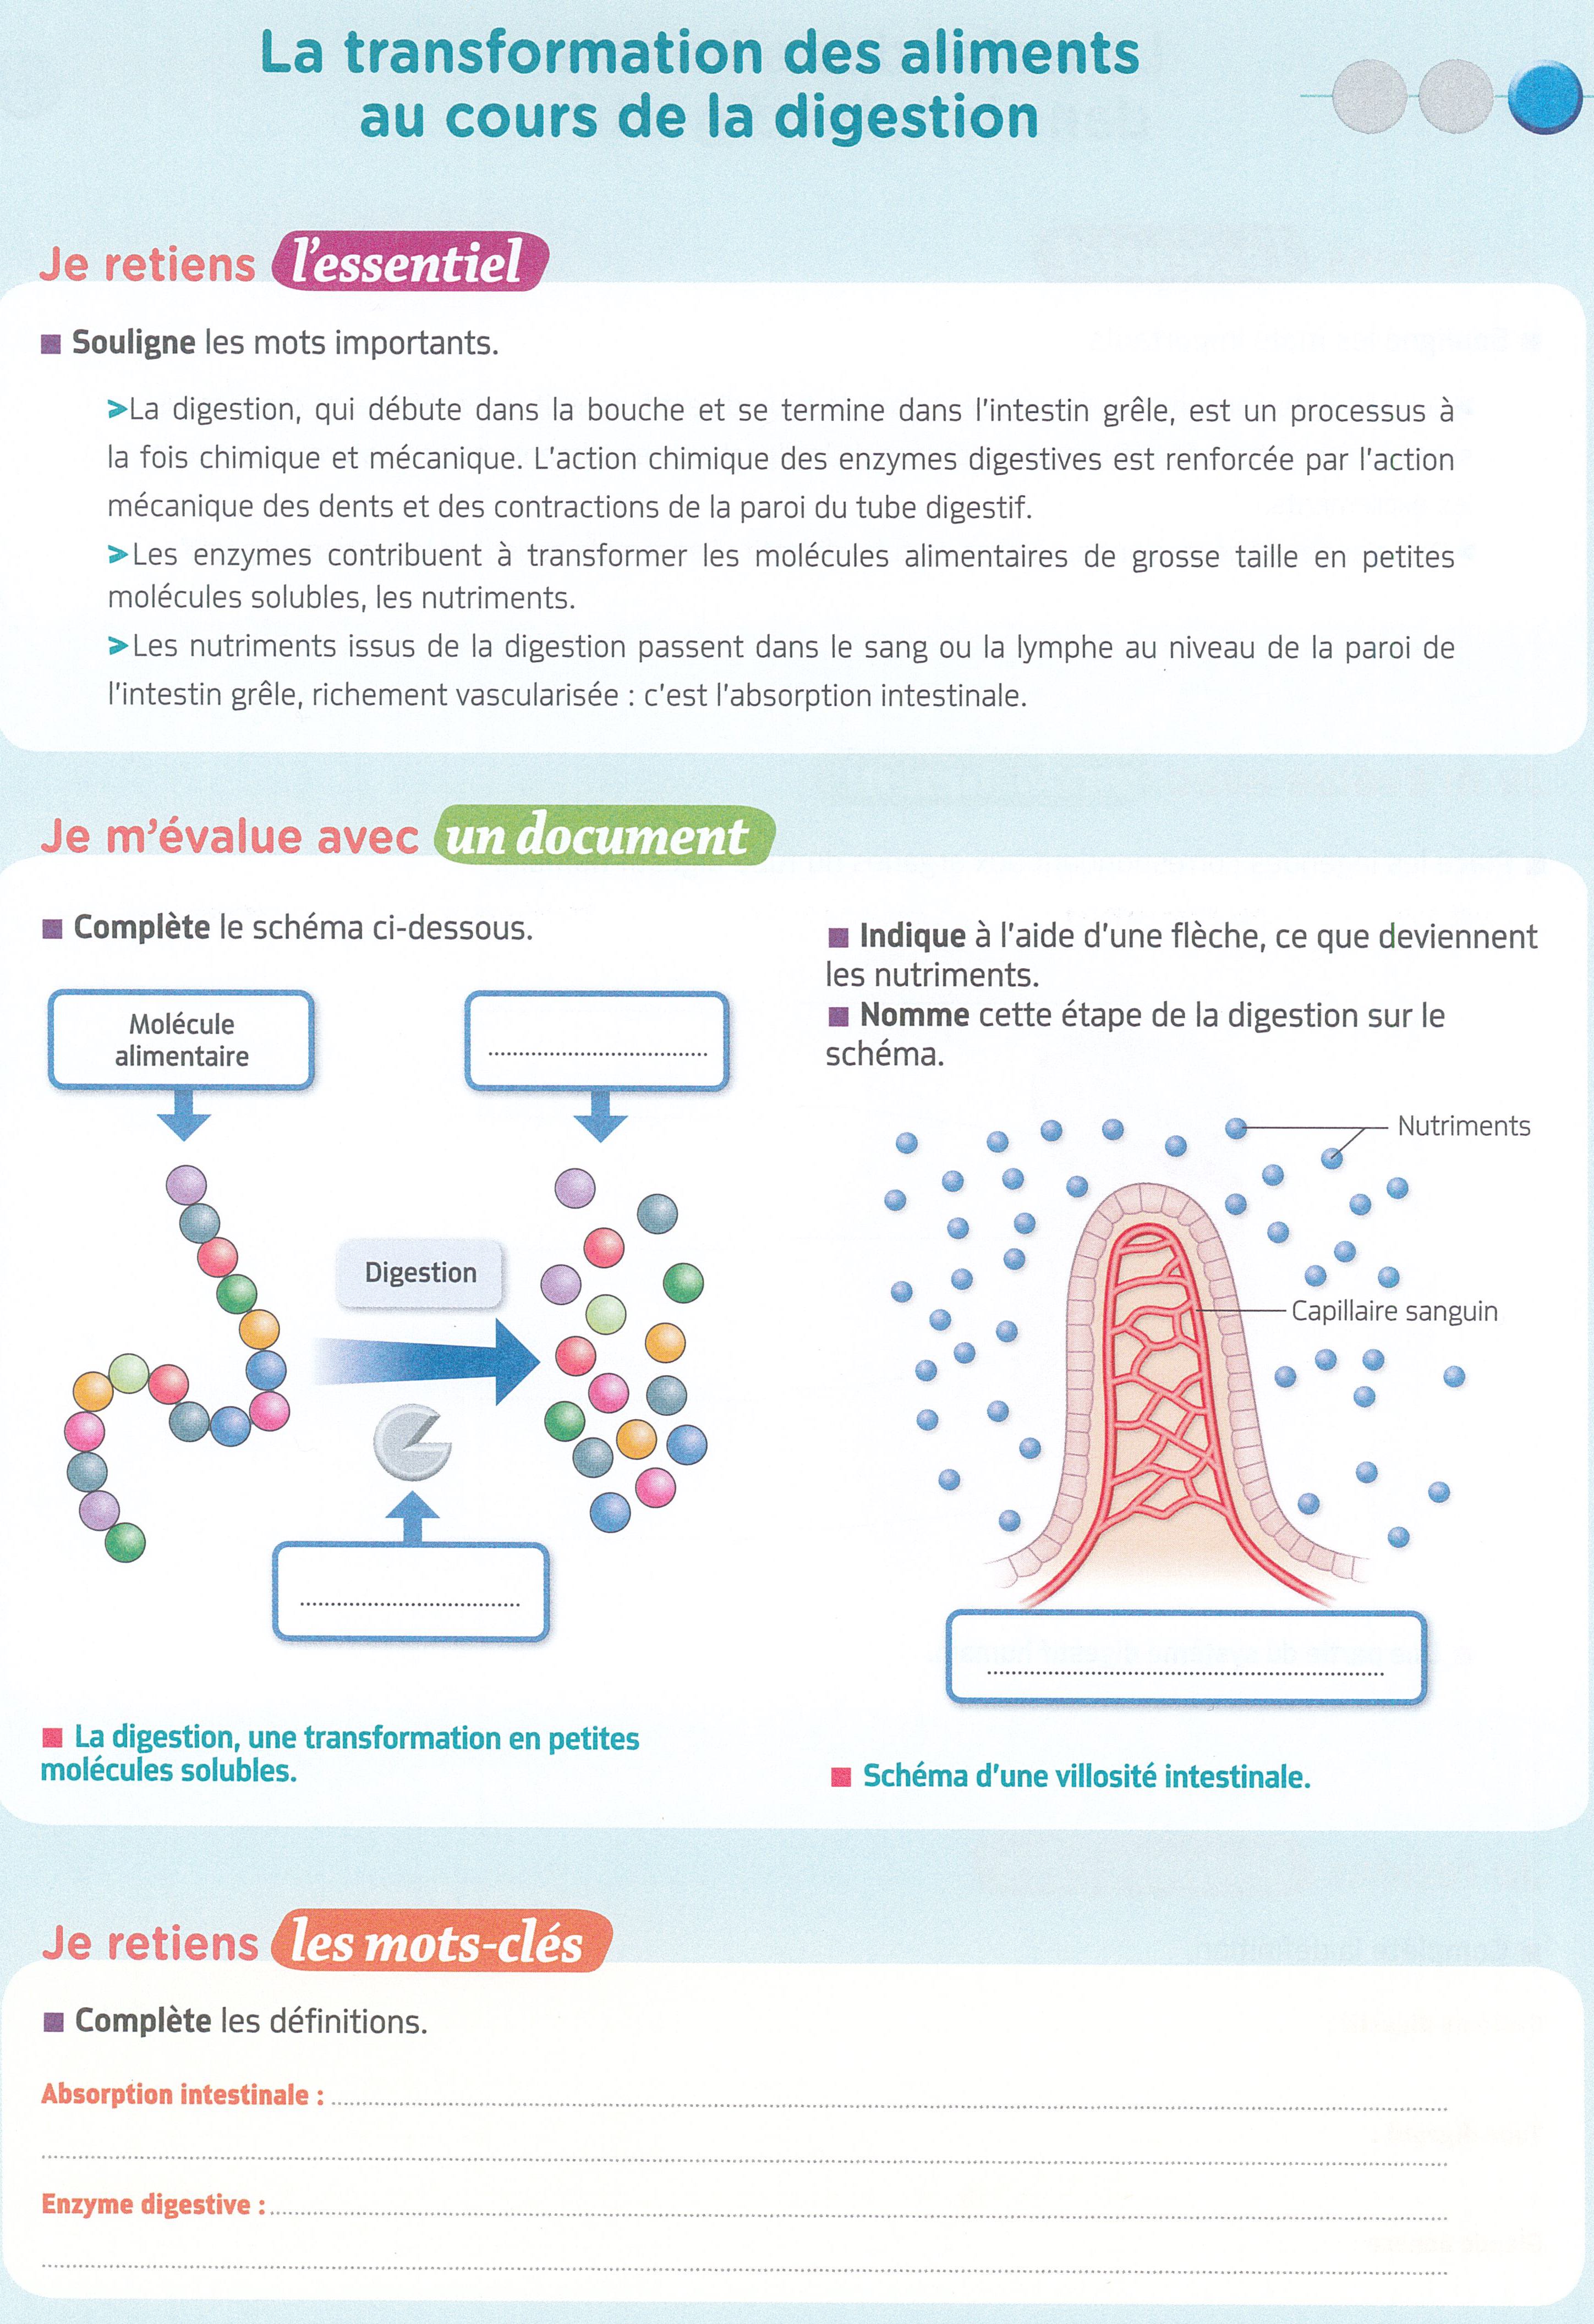 La transformation des aliments
au cours de la digestion
Je retiens l'essentiel
Souligne les mots importants.
>La digestion, qui débute dans la bouche et se termine dans l'intestin grêle, est un processus à
la fois chimique et mécanique. L'action chimique des enzymes digestives est renforcée par l'action
mécanique des dents et des contractions de la paroi du tube digestif.
>Les enzymes contribuent à transformer les molécules alimentaires de grosse taille en petites
molécules solubles, les nutriments.
>Les nutriments issus de la digestion passent dans le sang ou la lymphe au niveau de la paroi de
l'intestin grêle, richement vascularisée : c'est l'absorption intestinale.
Je m'évalue avec un document
Complète le schéma ci-dessous.
Molécule
alimentaire
Digestion
La digestion, une transformation en petites
molécules solubles.
Indique à l'aide d'une flèche, ce que deviennent
les nutriments.
Nomme cette étape de la digestion sur le
schéma.
Nutriments
Capillaire sanguin
Schéma d'une villosité intestinale.
Je retiens les mots-clés
Complète les définitions.
Absorption intestinale :
Enzyme digestive :